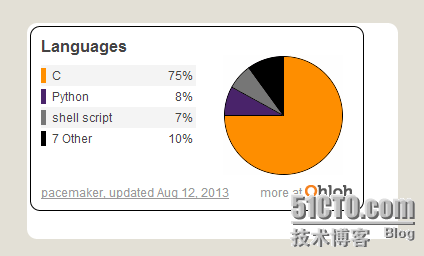 Languages
C 75%
Python 8%
shell script 7%
7 Other 10%
pacemaker, updated Aug 12, 2013 more at Ohloh
51CTO.com
技术博客 Blog